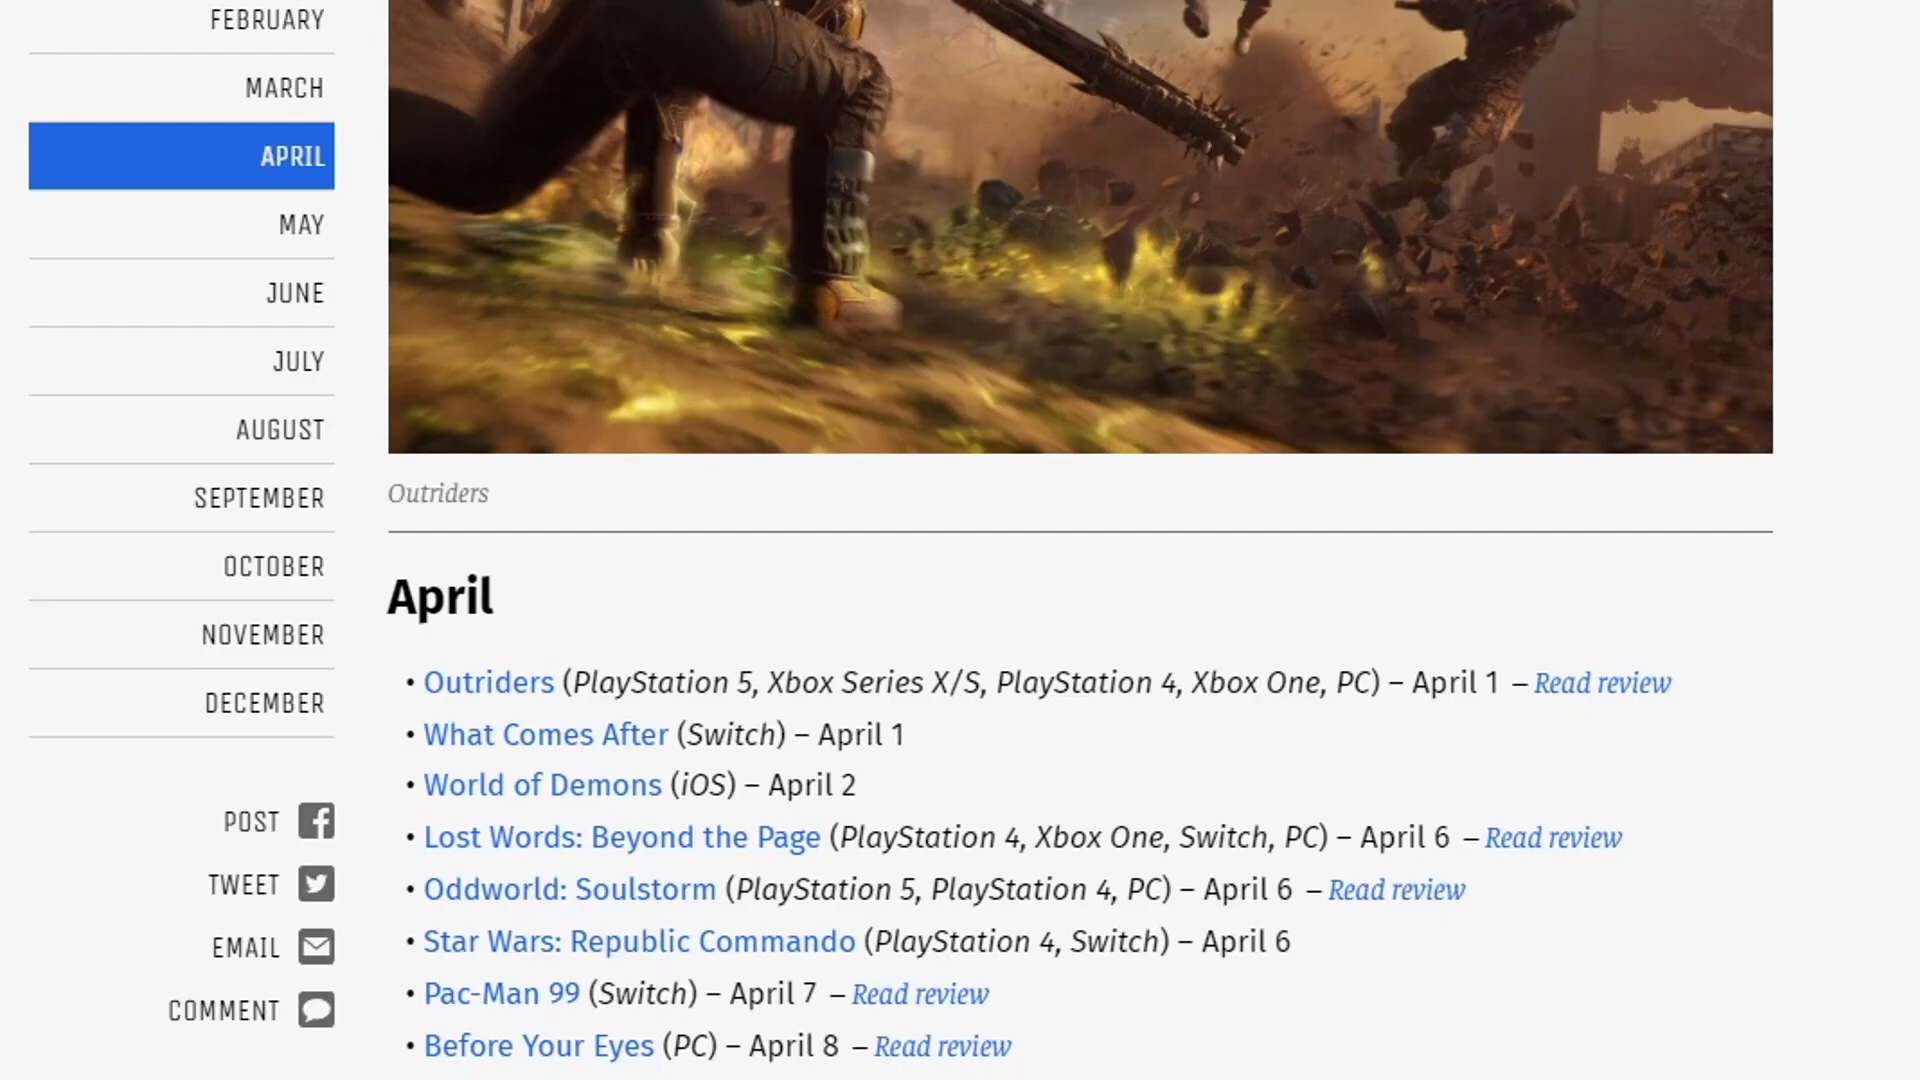 FEBRUARY
MARCH
APRIL
MAY
JUNE
JULY
AUGUST
SEPTEMBER
OCTOBER
NOVEMBER
DECEMBER
POST
TWEET
EMAIL
COMMENT
Outriders
April
• Outriders (PlayStation 5, Xbox Series X/S, PlayStation 4, Xbox One, PC) – April 1 – Read review
• What Comes After (Switch) – April 1
• World of Demons (iOS) – April 2
• Lost Words: Beyond the Page (PlayStation 4, Xbox One, Switch, PC) – April 6 – Read review
• Oddworld: Soulstorm (PlayStation 5, PlayStation 4, PC) – April 6 – Read review
• Star Wars: Republic Commando (PlayStation 4, Switch) – April 6
• Pac-Man 99 (Switch) – April 7 – Read review
• Before Your Eyes (PC) – April 8 – Read review